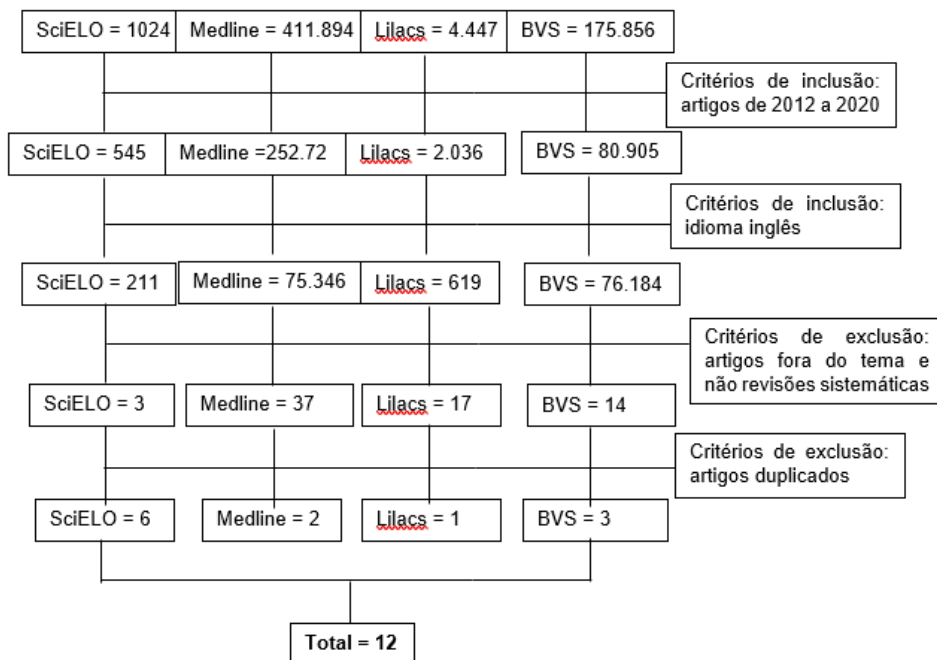 SciELO = 1024
Medline = 411.894
Lilacs = 4.447
BVS = 175.856
Critérios de inclusão:
artigos de 2012 a 2020
SciELO = 545
Medline =252.72
Lilacs = 2.036
BVS = 80.905
Critérios de inclusão:
idioma inglês
SciELO = 211
Medline = 75.346
Lilacs = 619
BVS = 76.184
Critérios de exclusão:
artigos fora do tema e
não revisões sistemáticas
SciELO = 3
Medline = 37
Lilacs = 17
BVS = 14
Critérios de exclusão:
artigos duplicados
SciELO = 6
Medline = 2
Lilacs = 1
BVS = 3
Total = 12